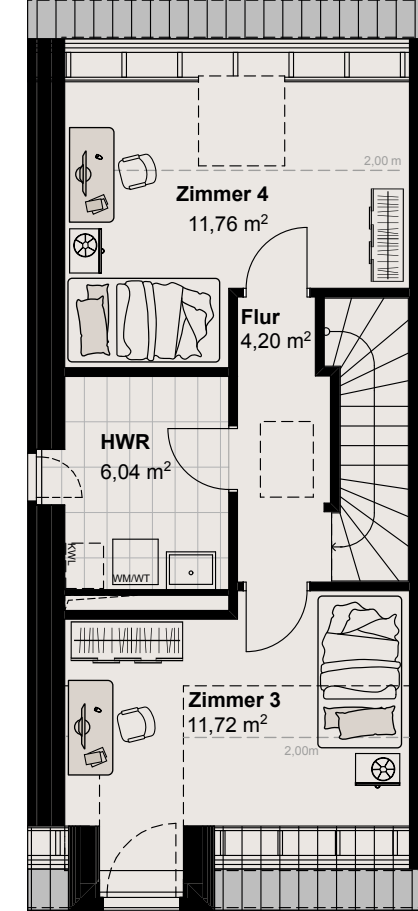 2,00 m
Zimmer 4
11,76 m²
Flur
4,20 m²
HWR
6,04 m²
KWL
WM/WT
Zimmer 3
11,72 m²
2,00m